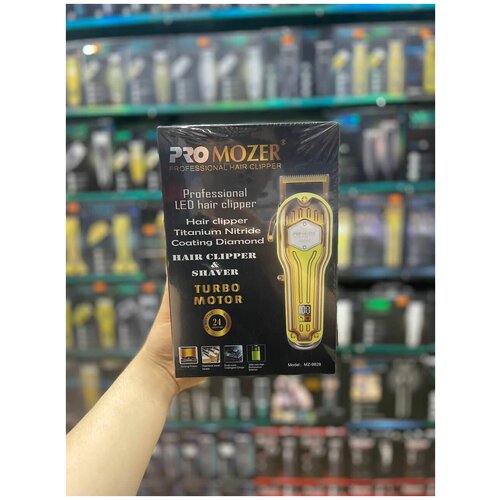 PRO MOZER®
PROFESSIONAL HAIR CLIPPER
Professional
LED hair clipper
Hair clipper
Titanium Nitride
Coating Diamond
HAIR CLIPPER
&
SHAVER
TURBO
MOTOR
24
Model: MZ-9828